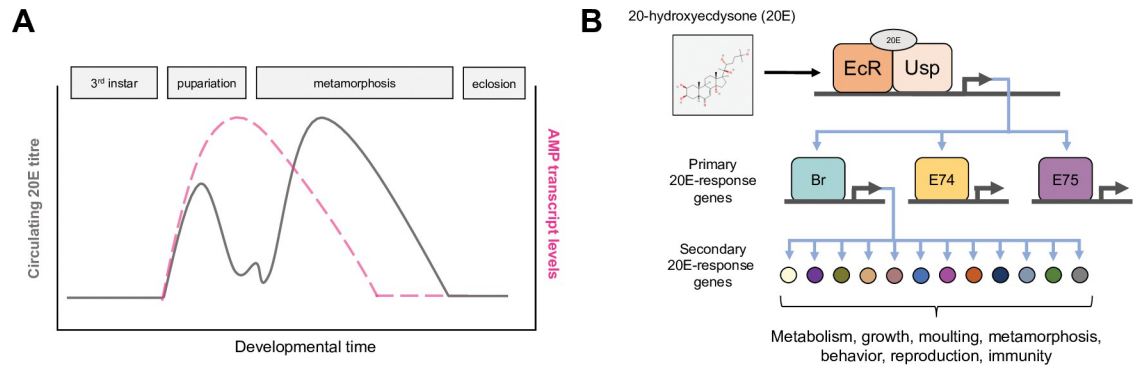 A
3rd instar
pupariation
metamorphosis
eclosion
Circulating 20E titre
AMP transcript levels
Developmental time
B
20-hydroxyecdysone (20E)
20E
EcR
Usp
Primary
20E-response
genes
Br
E74
E75
Secondary
20E-response
genes
Metabolism, growth, moulting, metamorphosis,
behavior, reproduction, immunity